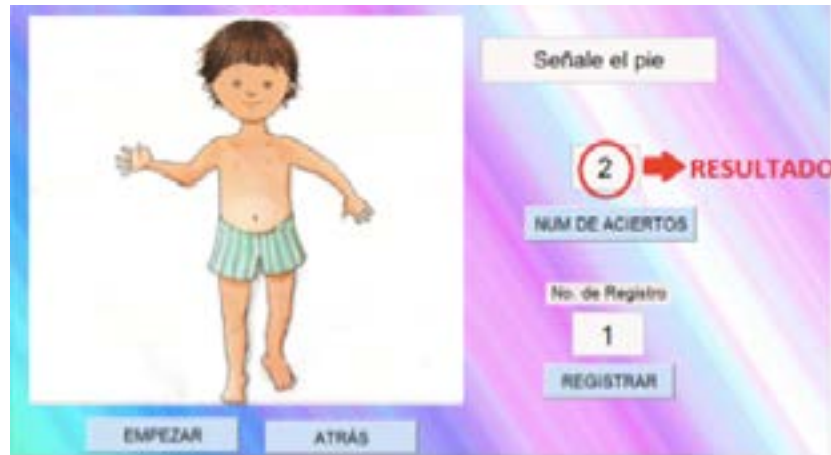 Señale el pie
2
RESULTADO
NUM DE ACIERTOS
No. de Registro
1
REGISTRAR
EMPEZAR
ATRÁS